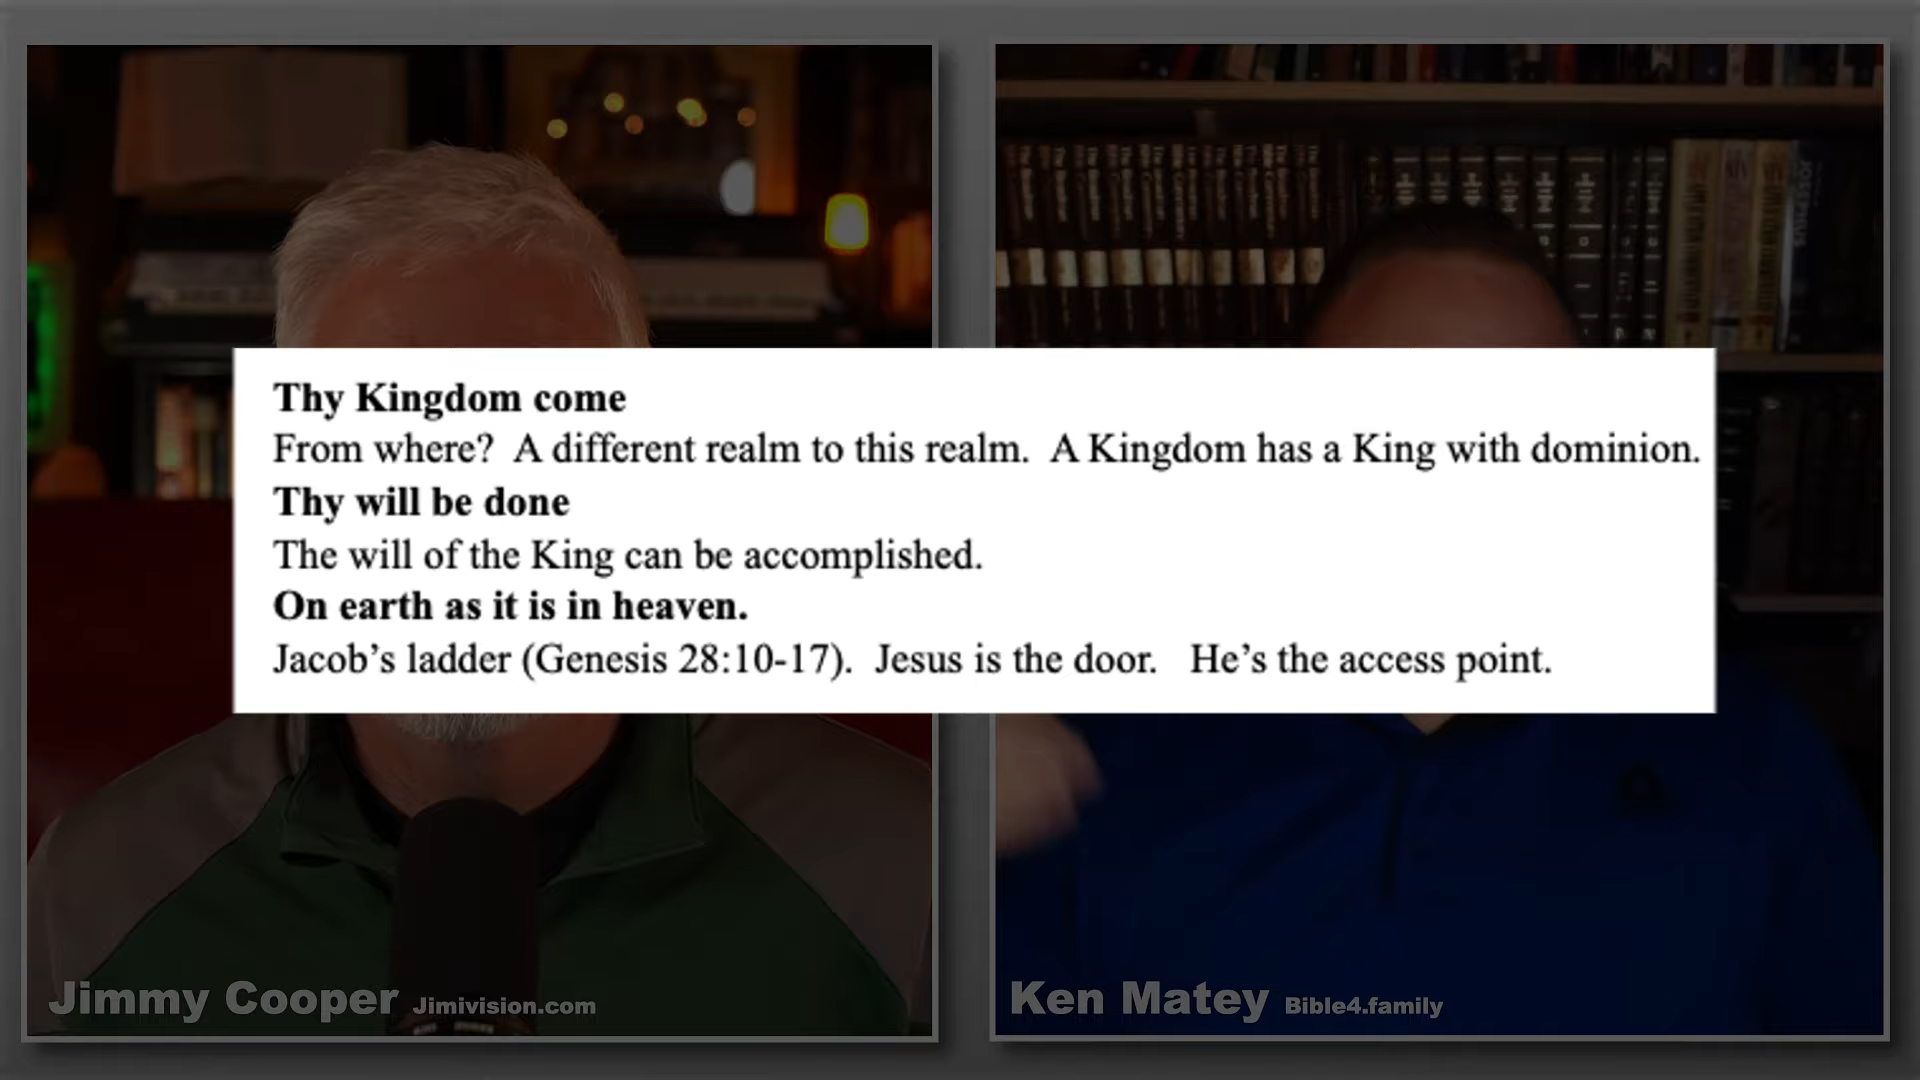 Thy Kingdom come
From where? A different realm to this realm. A Kingdom has a King with dominion.
Thy will be done
The will of the King can be accomplished.
On earth as it is in heaven.
Jacob's ladder (Genesis 28:10-17). Jesus is the door. He's the access point.
Jimmy Cooper Jimivision.com
Ken Matey Bible4.family
JOSEPHUS